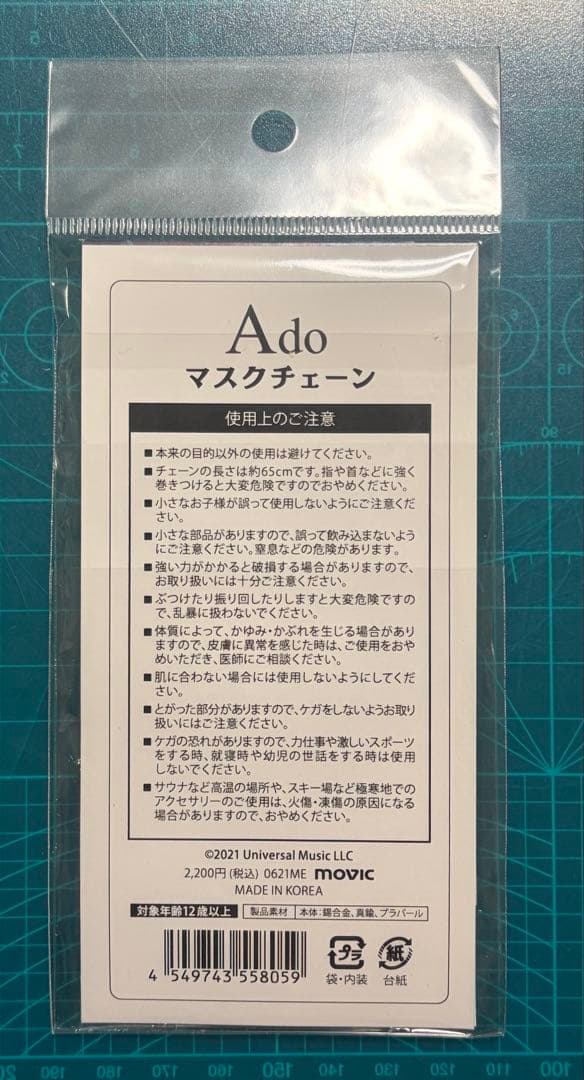 Ado
マスクチェーン
使用上のご注意
■本来の目的以外の使用は避けてください。
■チェーンの長さは約65cmです。指や首などに強く
巻きつけると大変危険ですのでおやめください。
■小さなお子様が誤って使用しないようにご注意くだ
さい。
■小さな部品がありますので、誤って飲み込まないよう
にご注意ください。窒息などの危険があります。
■強い力がかかると破損する場合がありますので、
お取り扱いには十分ご注意ください。
■ぶつけたり振り回したりしますと大変危険ですの
で、乱暴に扱わないでください。
■体質によって、かゆみ・かぶれを生じる場合があり
ますので、皮膚に異常を感じた時は、ご使用をおや
めいただき、医師にご相談ください。
■肌に合わない場合には使用しないようにしてくだ
さい。
■とがった部分がありますので、ケガをしないようお取り
扱いにはご注意ください。
■ケガの恐れがありますので、力仕事や激しいスポーツ
をする時、就寝時や幼児の世話をする時は使用
しないでください。
■サウナなど高温の場所や、スキー場など極寒地での
アクセサリーのご使用は、火傷・凍傷の原因になる
場合がありますので、おやめください。
©2021 Universal Music LLC
2,200円(税込) 0621ME movic
MADE IN KOREA
対象年齢12歳以上 製品素材 本体:錫合金、真鍮、プラパール
4 549743 558059
プラ 紙
袋・内装 台紙
90
15
20 190 180 170 160 150 140 130 120 110 100